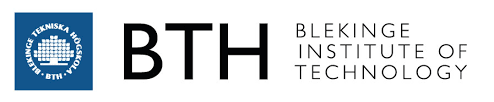 BLEKINGE TEKNISKA HÖGSKOLA
· BTH ·
BTH
BLEKINGE
INSTITUTE OF
TECHNOLOGY